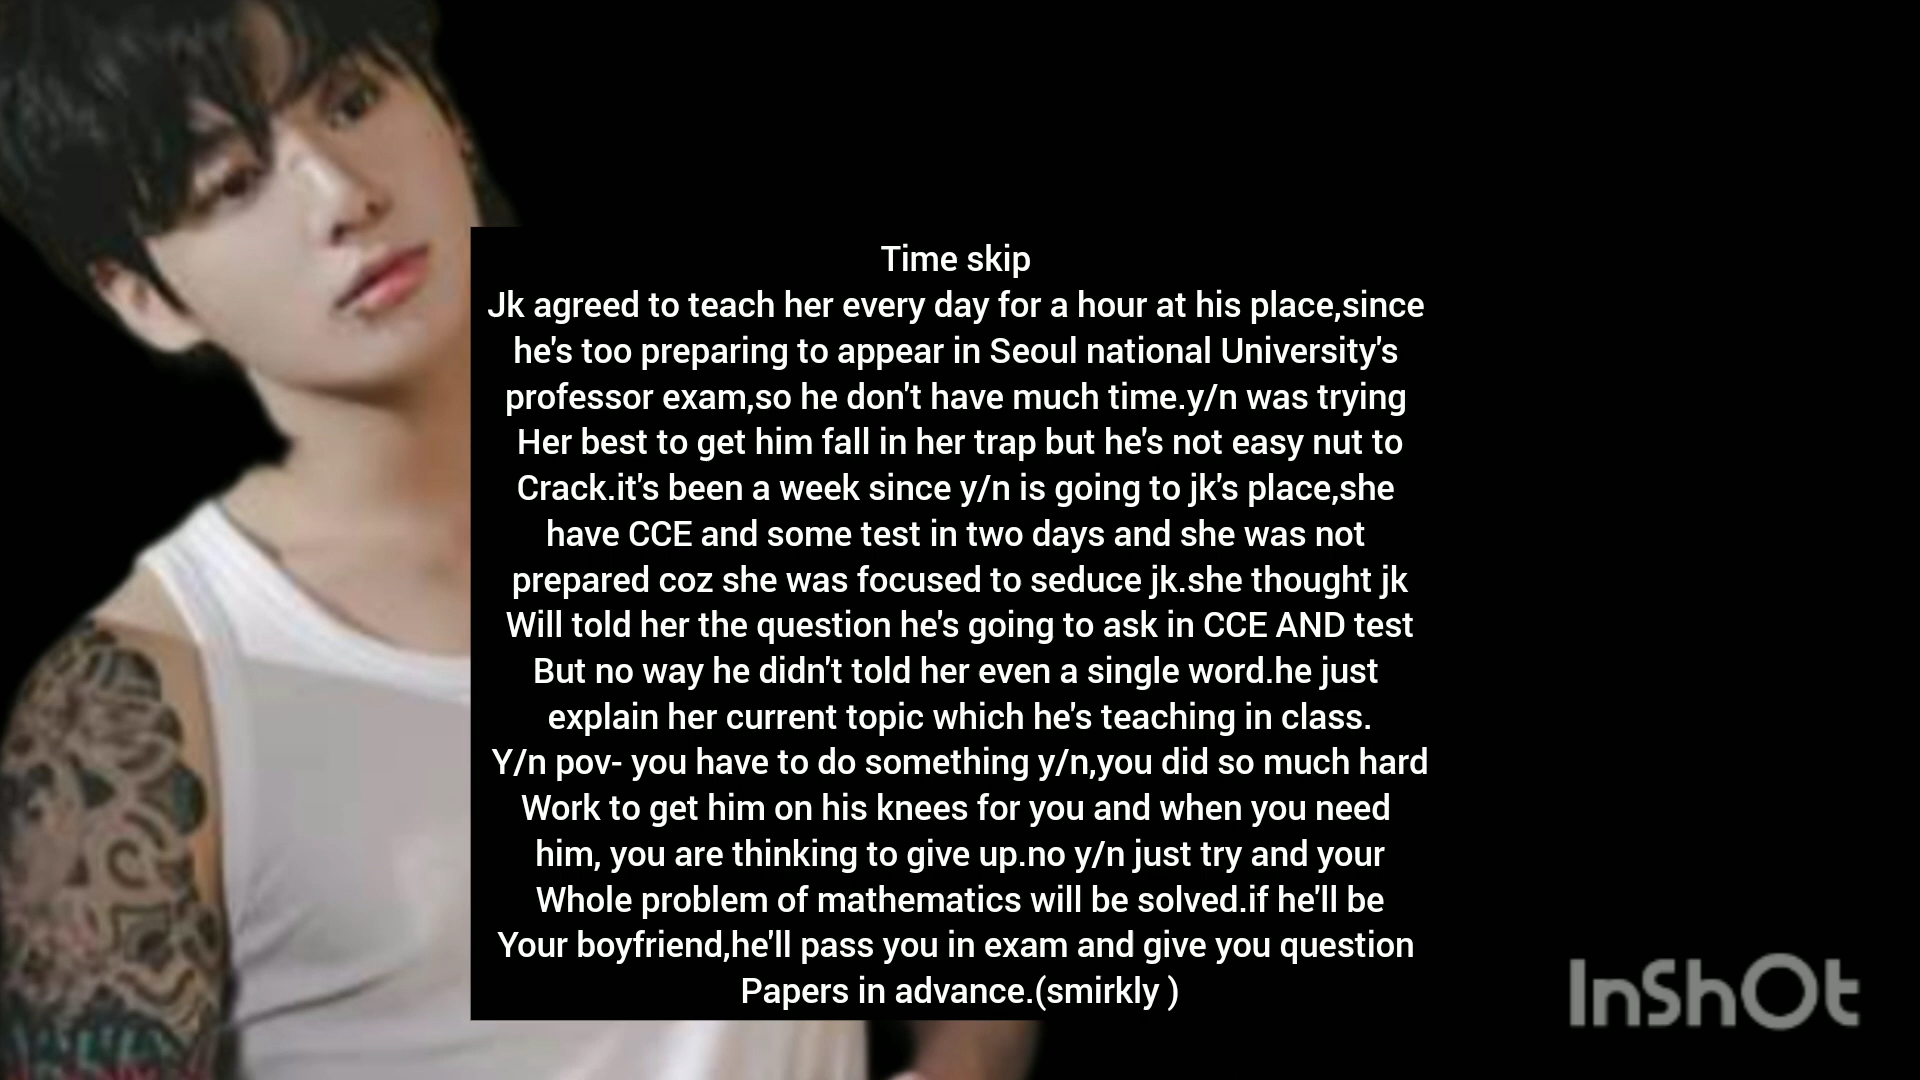 Time skip
Jk agreed to teach her every day for a hour at his place,since
he's too preparing to appear in Seoul national University's
professor exam,so he don't have much time.y/n was trying
Her best to get him fall in her trap but he's not easy nut to
Crack.it's been a week since y/n is going to jk's place,she
have CCE and some test in two days and she was not
prepared coz she was focused to seduce jk.she thought jk
Will told her the question he's going to ask in CCE AND test
But no way he didn't told her even a single word.he just
explain her current topic which he's teaching in class.
Y/n pov- you have to do something y/n,you did so much hard
Work to get him on his knees for you and when you need
him, you are thinking to give up.no y/n just try and your
Whole problem of mathematics will be solved.if he'll be
Your boyfriend,he'll pass you in exam and give you question
Papers in advance.(smirkly )
InShOt